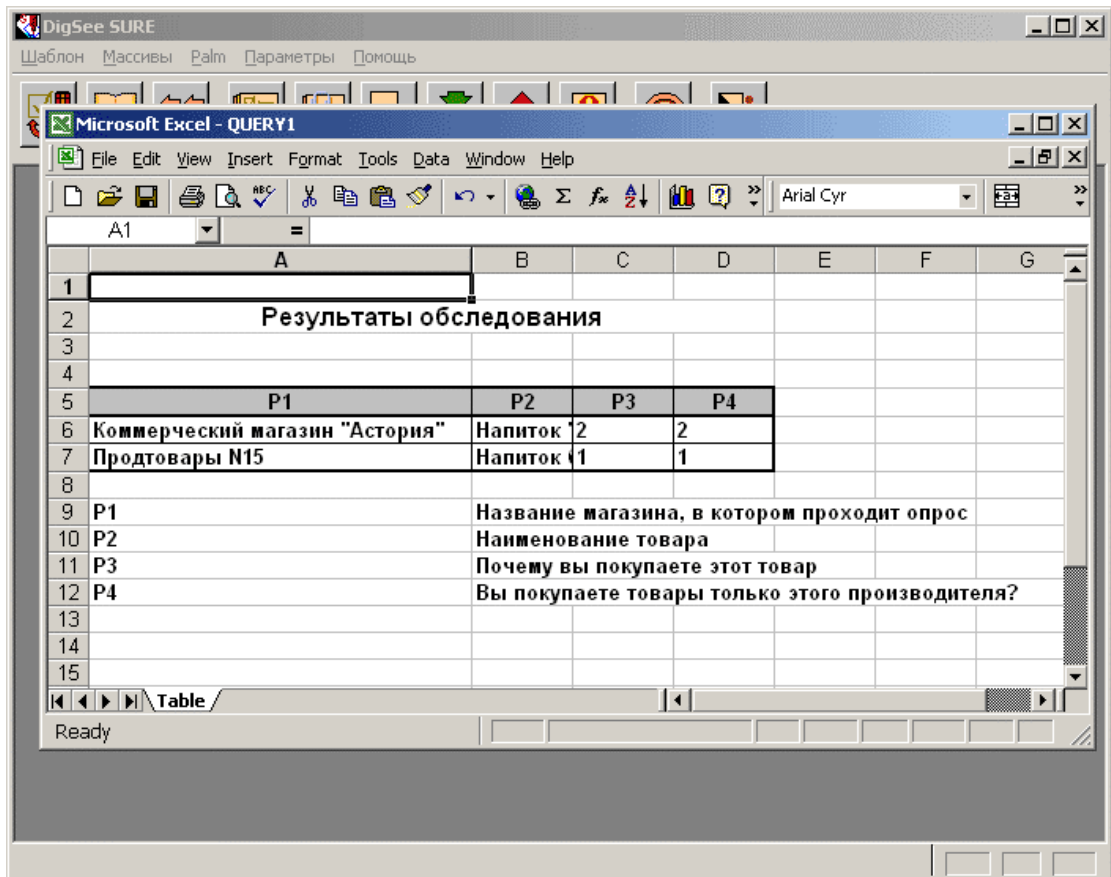 DigSee SURE
Шаблон Массивы Palm Параметры Помощь
Microsoft Excel - QUERY1
File Edit View Insert Format Tools Data Window Help
Arial Cyr
A1 =
A B C D E F G
1
2 Результаты обследования
3
4
5 P1 P2 P3 P4
6 Коммерческий магазин "Астория" Напиток " 2 2
7 Продтовары N15 Напиток 1 1
8
9 P1 Название магазина, в котором проходит опрос
10 P2 Наименование товара
11 P3 Почему вы покупаете этот товар
12 P4 Вы покупаете товары только этого производителя?
13
14
15
Table
Ready